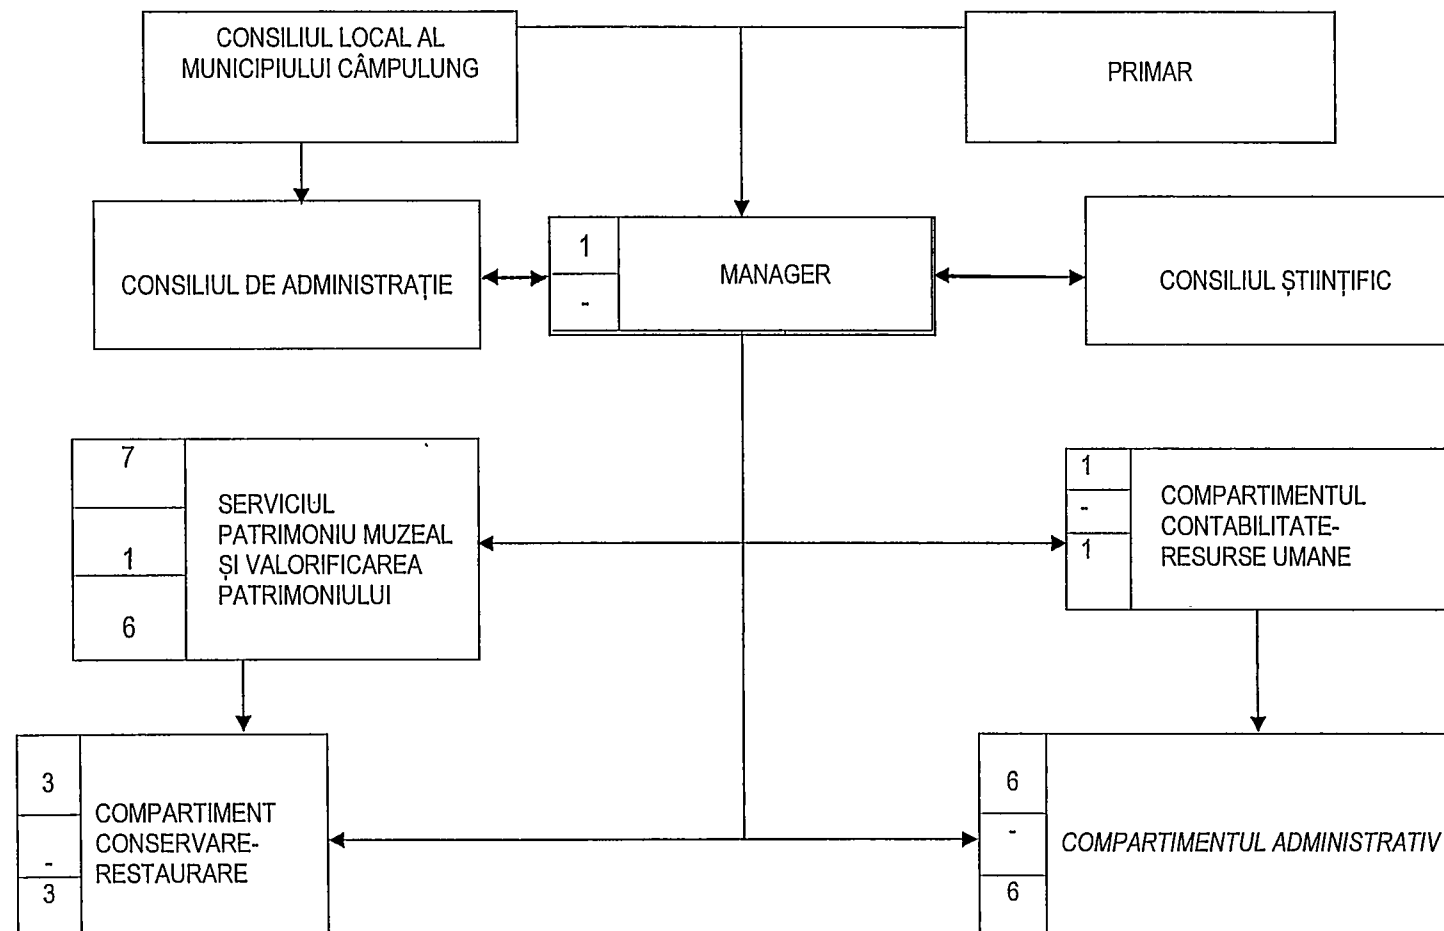 CONSILIUL LOCAL AL
MUNICIPIULUI CÂMPULUNG
PRIMAR
CONSILIUL DE ADMINISTRAȚIE
1
-
MANAGER
CONSILIUL ȘTIINȚIFIC
7
1
6
SERVICIUL
PATRIMONIU MUZEAL
ȘI VALORIFICAREA
PATRIMONIULUI
1
-
1
COMPARTIMENTUL
CONTABILITATE-
RESURSE UMANE
3
-
3
COMPARTIMENT
CONSERVARE-
RESTAURARE
6
-
6
COMPARTIMENTUL ADMINISTRATIV